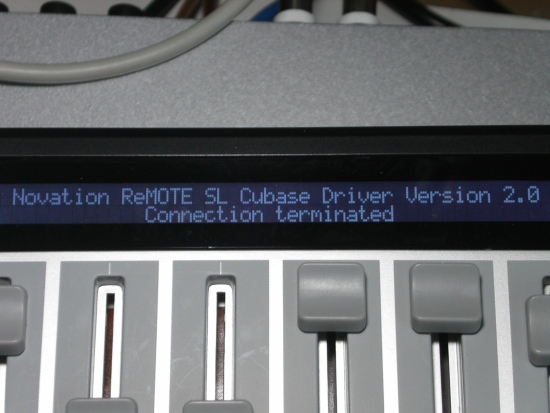 Novation ReMOTE SL Cubase Driver Version 2.0
Connection terminated